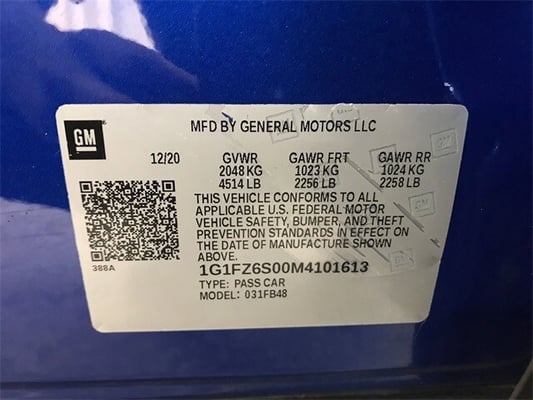 GM
MFD BY GENERAL MOTORS LLC
12/20 GVWR GAWR FRT GAWR RR
2048 KG 1023 KG 1024 KG
4514 LB 2256 LB 2258 LB
THIS VEHICLE CONFORMS TO ALL
APPLICABLE U.S. FEDERAL MOTOR
VEHICLE SAFETY, BUMPER, AND THEFT
PREVENTION STANDARDS IN EFFECT ON
THE DATE OF MANUFACTURE SHOWN
ABOVE.
388A
1G1FZ6S00M4101613
TYPE: PASS CAR
MODEL: 031FB48